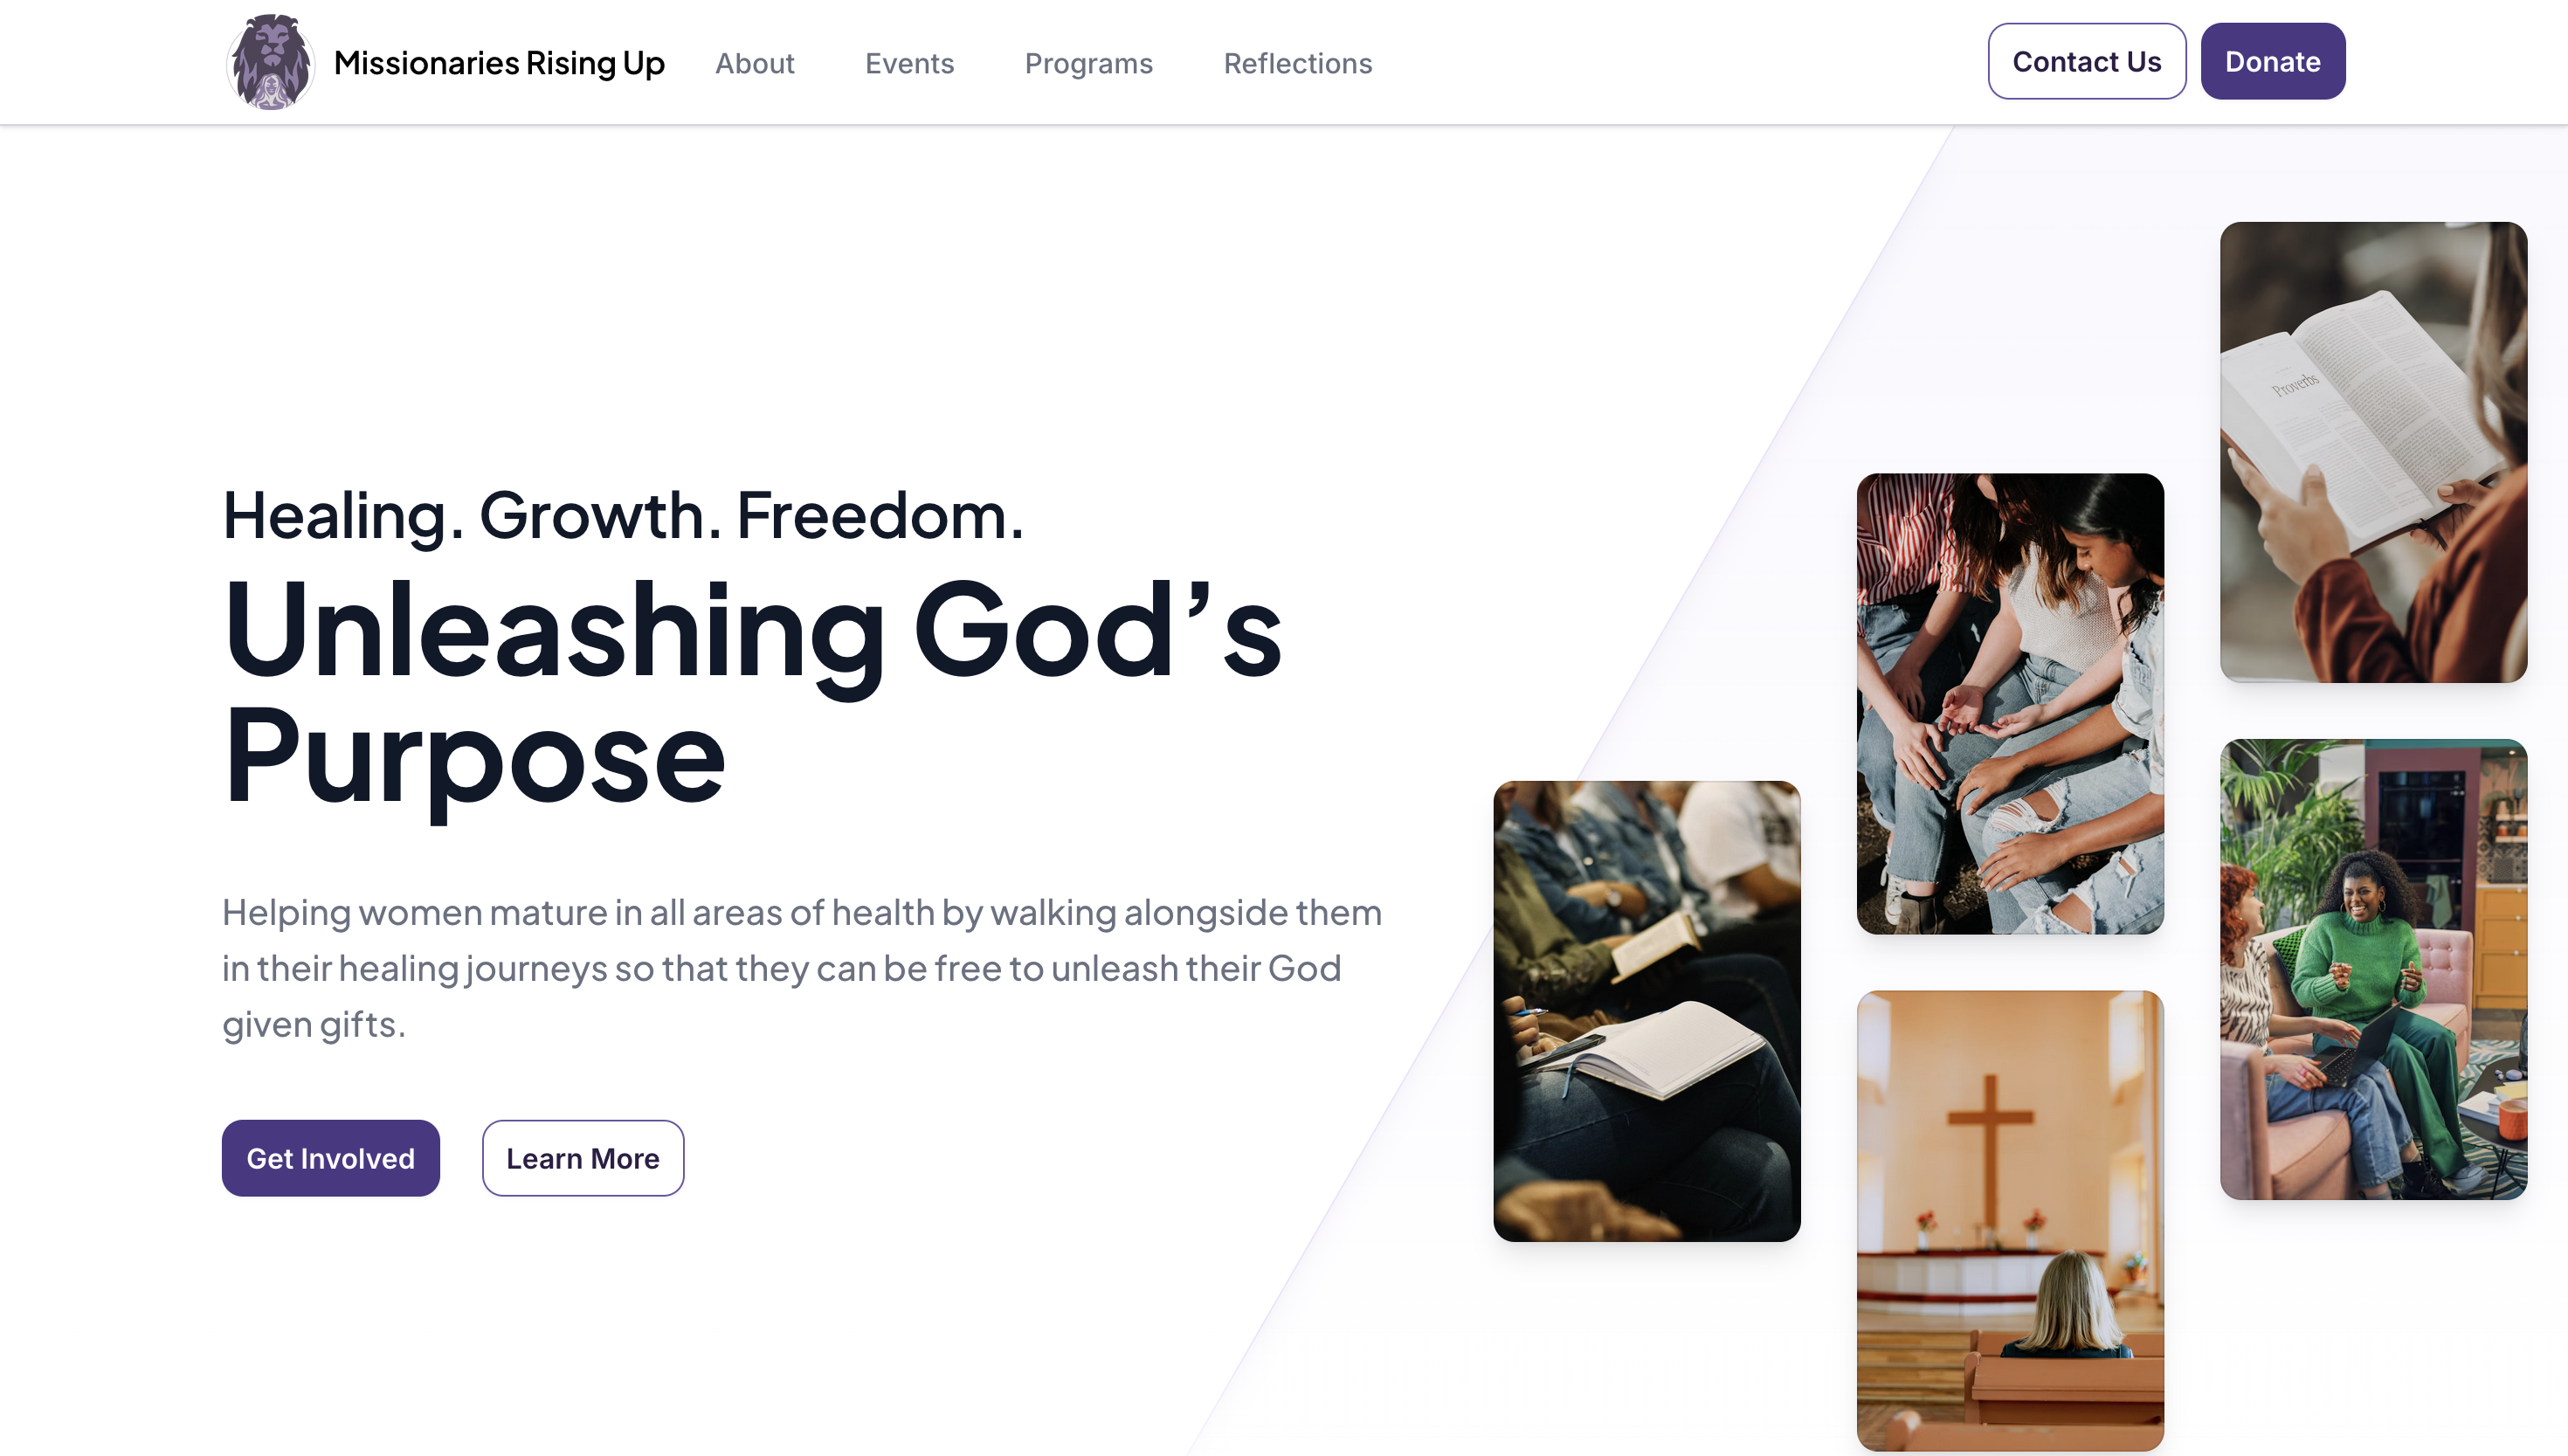 Missionaries Rising Up
About
Events
Programs
Reflections
Contact Us
Donate
Healing. Growth. Freedom.
Unleashing God’s
Purpose
Helping women mature in all areas of health by walking alongside them
in their healing journeys so that they can be free to unleash their God
given gifts.
Get Involved
Learn More
Proverbs